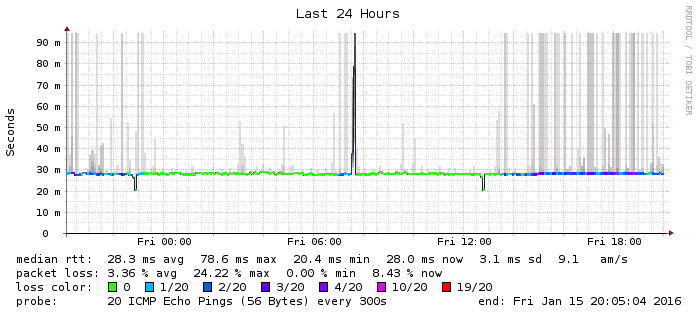 Last 24 Hours
RRDTOOL / TOBI OETIKER
Seconds
90 m
80 m
70 m
60 m
50 m
40 m
30 m
20 m
10 m
0
Fri 00:00 Fri 06:00 Fri 12:00 Fri 18:00
median rtt: 28.3 ms avg 78.6 ms max 20.4 ms min 28.0 ms now 3.1 ms sd 9.1 am/s
packet loss: 3.36 % avg 24.22 % max 0.00 % min 8.43 % now
loss color: 0 1/20 2/20 3/20 4/20 10/20 19/20
probe: 20 ICMP Echo Pings (56 Bytes) every 300s end: Fri Jan 15 20:05:04 2016